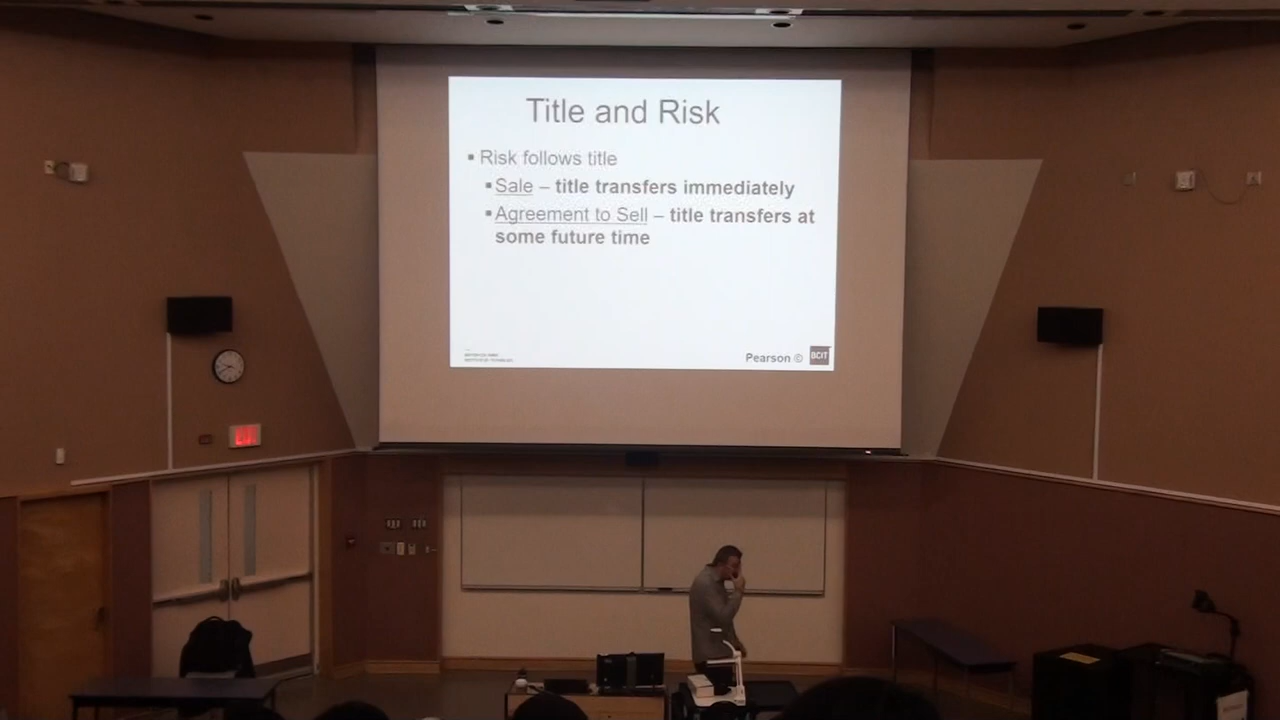 Title and Risk
▪ Risk follows title
▪ Sale – title transfers immediately
▪ Agreement to Sell – title transfers at
some future time
Pearson ©
BCIT